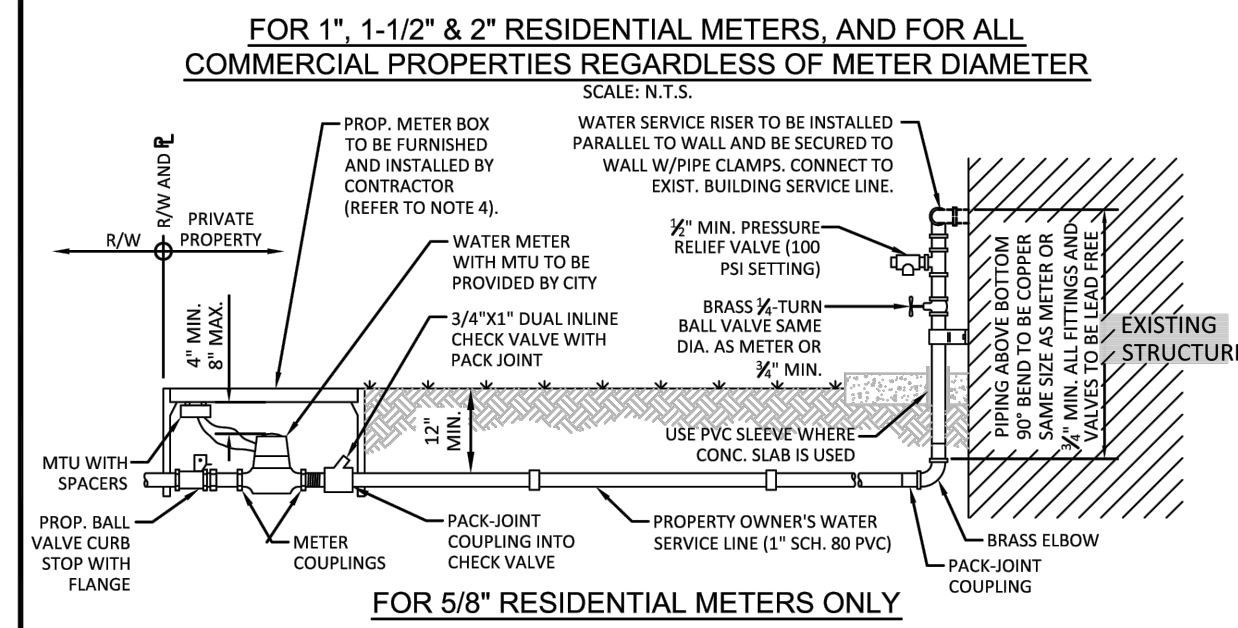 FOR 1", 1-1/2" & 2" RESIDENTIAL METERS, AND FOR ALL
COMMERCIAL PROPERTIES REGARDLESS OF METER DIAMETER
SCALE: N.T.S.
R/W AND PL
R/W
PRIVATE
PROPERTY
PROP. METER BOX
TO BE FURNISHED
AND INSTALLED BY
CONTRACTOR
(REFER TO NOTE 4).
WATER SERVICE RISER TO BE INSTALLED
PARALLEL TO WALL AND BE SECURED TO
WALL W/PIPE CLAMPS. CONNECT TO
EXIST. BUILDING SERVICE LINE.
WATER METER
WITH MTU TO BE
PROVIDED BY CITY
½" MIN. PRESSURE
RELIEF VALVE (100
PSI SETTING)
4" MIN.
8" MAX.
3/4"X1" DUAL INLINE
CHECK VALVE WITH
PACK JOINT
BRASS ¼-TURN
BALL VALVE SAME
DIA. AS METER OR
¾" MIN.
PIPING ABOVE BOTTOM
90° BEND TO BE COPPER
SAME SIZE AS METER OR
¾" MIN. ALL FITTINGS AND
VALVES TO BE LEAD FREE
EXISTING
STRUCTURE
12"
MIN.
USE PVC SLEEVE WHERE
CONC. SLAB IS USED
MTU WITH
SPACERS
PROP. BALL
VALVE CURB
STOP WITH
FLANGE
METER
COUPLINGS
PACK-JOINT
COUPLING INTO
CHECK VALVE
PROPERTY OWNER'S WATER
SERVICE LINE (1" SCH. 80 PVC)
BRASS ELBOW
PACK-JOINT
COUPLING
FOR 5/8" RESIDENTIAL METERS ONLY